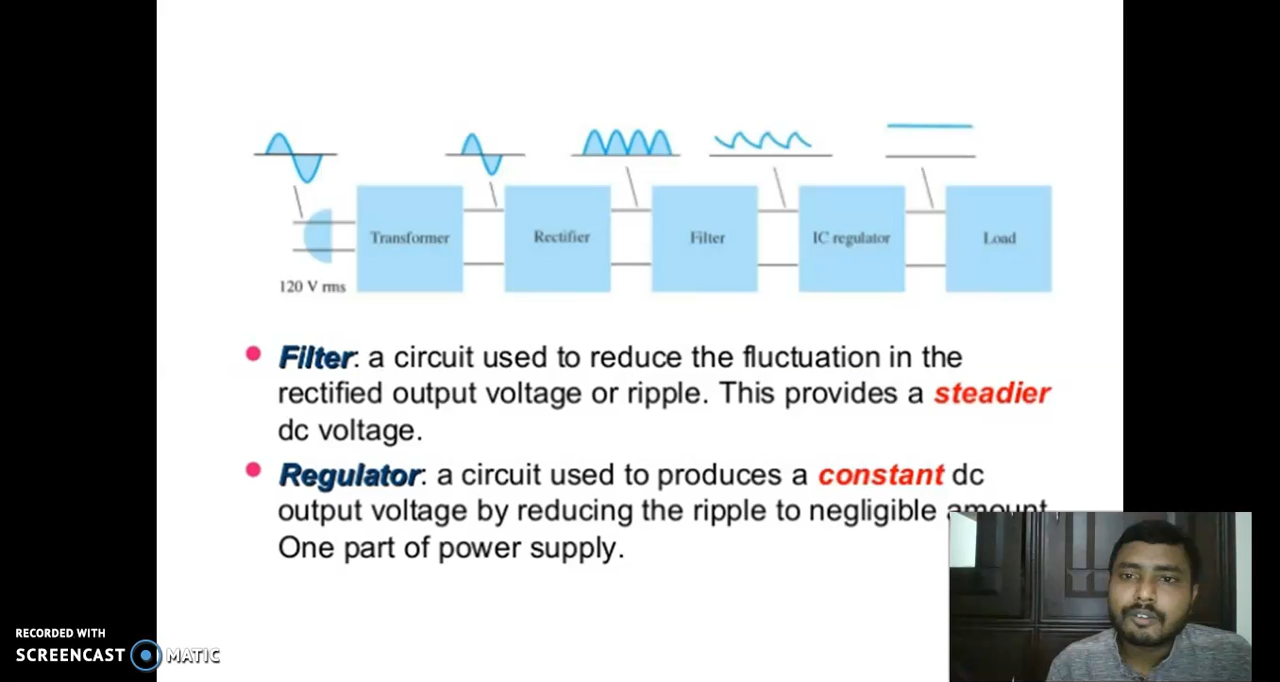 120 V rms
Transformer
Rectifier
Filter
IC regulator
Load
Filter: a circuit used to reduce the fluctuation in the
rectified output voltage or ripple. This provides a steadier
dc voltage.
Regulator: a circuit used to produces a constant dc
output voltage by reducing the ripple to negligible amount
One part of power supply.
RECORDED WITH
SCREENCAST MATIC